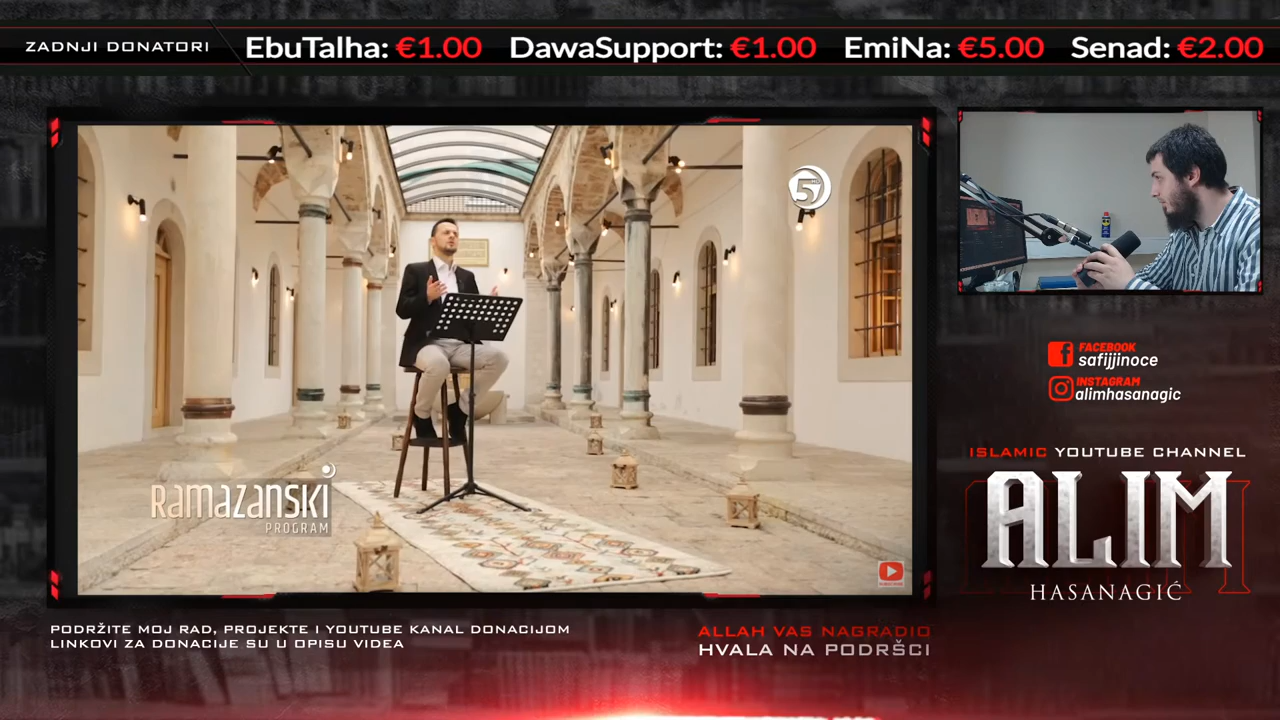 ZADNJI DONATORI
EbuTalha: €1.00 DawaSupport: €1.00 EmiNa: €5.00 Senad: €2.00
5
RAMAZANSKI
PROGRAM
FACEBOOK
safijjinoce
INSTAGRAM
alimhasanagic
ISLAMIC YOUTUBE CHANNEL
ALIM
HASANAGIĆ
PODRŽITE MOJ RAD, PROJEKTE I YOUTUBE KANAL DONACIJOM
LINKOVI ZA DONACIJE SU U OPISU VIDEA
ALLAH VAS NAGRADIO
HVALA NA PODRŠCI